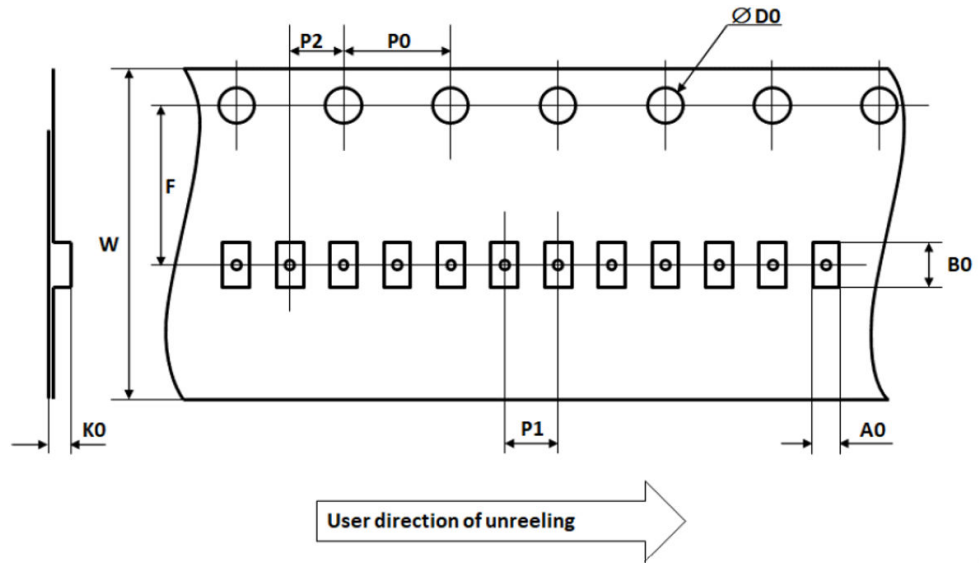 P2
P0
Ø D0
F
W
B0
K0
P1
A0
User direction of unreeling